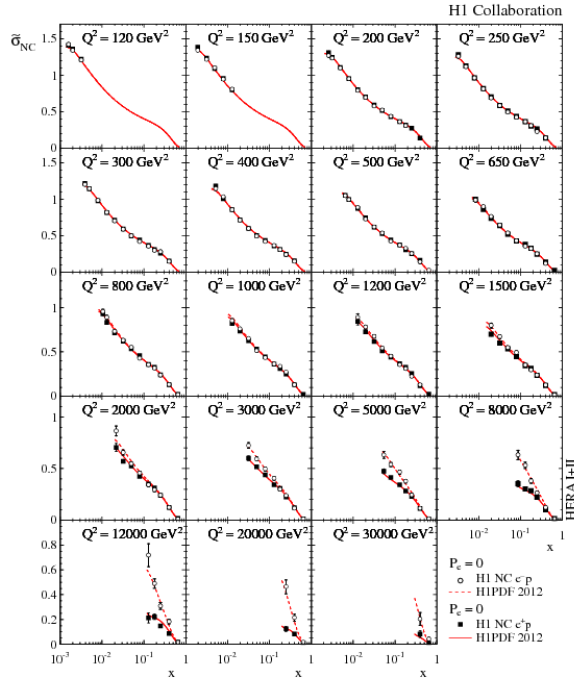 H1 Collaboration
σ̃NC
Q² = 120 GeV²
Q² = 150 GeV²
Q² = 200 GeV²
Q² = 250 GeV²
1.5
1
0.5
0
Q² = 300 GeV²
Q² = 400 GeV²
Q² = 500 GeV²
Q² = 650 GeV²
1.5
1
0.5
0
Q² = 800 GeV²
Q² = 1000 GeV²
Q² = 1200 GeV²
Q² = 1500 GeV²
1
0.5
0
Q² = 2000 GeV²
Q² = 3000 GeV²
Q² = 5000 GeV²
Q² = 8000 GeV²
1
0.5
0
10⁻² 10⁻¹ 1
x
HERA I+II
Q² = 12000 GeV²
Q² = 20000 GeV²
Q² = 30000 GeV²
0.8
0.6
0.4
0.2
0
10⁻³ 10⁻² 10⁻¹ 1
x
10⁻² 10⁻¹ 1
x
10⁻² 10⁻¹ 1
x
Pe = 0
H1 NC e⁻p
H1PDF 2012
Pe = 0
H1 NC e⁺p
H1PDF 2012